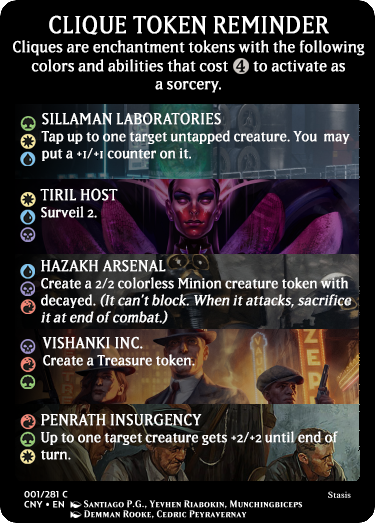 CLIQUE TOKEN REMINDER
Cliques are enchantment tokens with the following
colors and abilities that cost 4 to activate as
a sorcery.
SILLAMAN LABORATORIES
Tap up to one target untapped creature. You may
put a +1/+1 counter on it.
TIRIL HOST
Surveil 2.
HAZAKH ARSENAL
Create a 2/2 colorless Minion creature token with
decayed. (It can't block. When it attacks, sacrifice
it at end of combat.)
VISHANKI INC.
Create a Treasure token.
PENRATH INSURGENCY
Up to one target creature gets +2/+2 until end of
turn.
001/281 C
Stasis
CNY • EN
Santiago P.G., Yevhen Riabokin, Munchingbiceps
Demman Rooke, Cedric Peyravernay